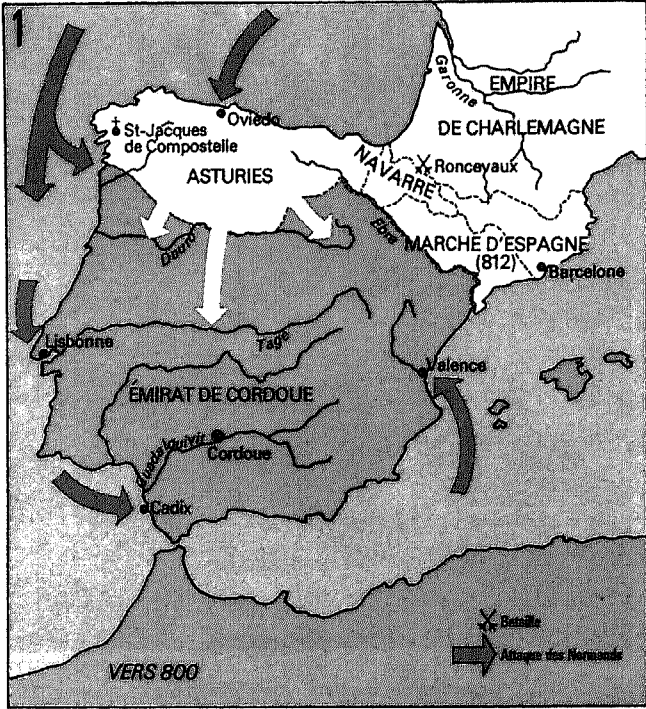 1
Garonne
EMPIRE
DE CHARLEMAGNE
Oviedo
St-Jacques
de Compostelle
ASTURIES
NAVARRE
Roncevaux
Douro
Èbre
MARCHE D'ESPAGNE
(812)
Barcelone
Lisbonne
Tage
Valence
ÉMIRAT DE CORDOUE
Guadalquivir
Cordoue
Cadix
Bataille
Attaque des Normands
VERS 800